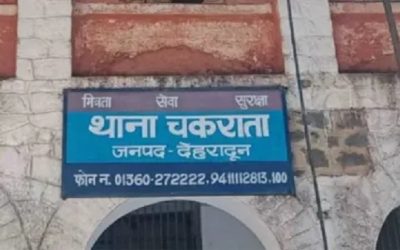 मित्रता सेवा सुरक्षा
थाना चकराता
जनपद - देहरादून
फोन न. 01360-272222,9411112813,100